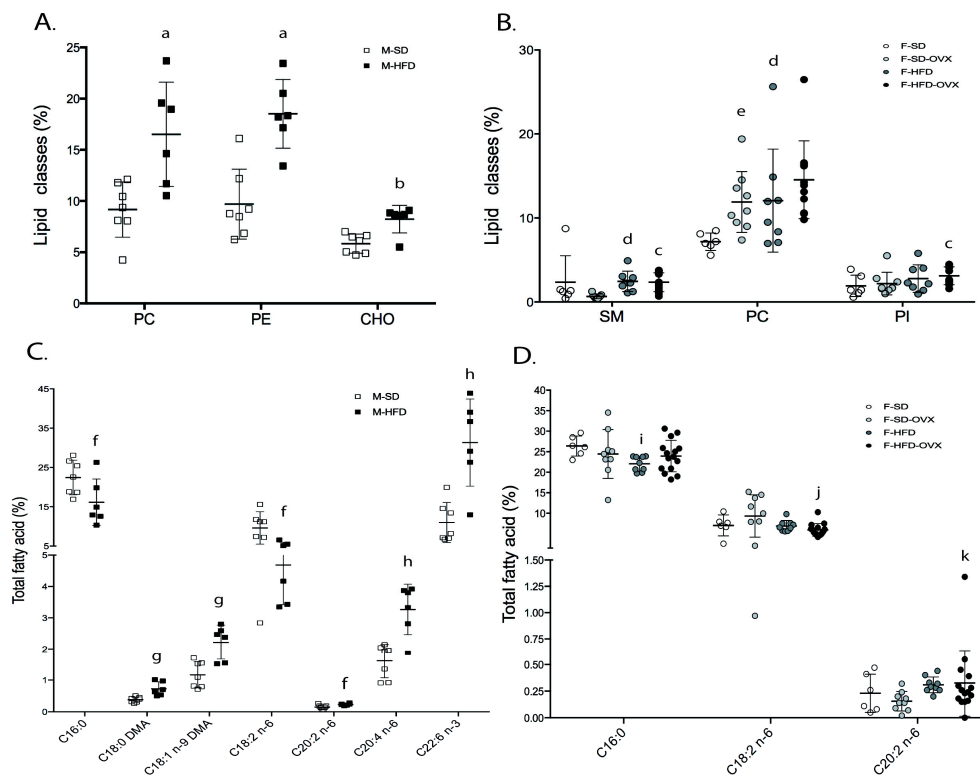 A.
Lipid classes (%)
25
20
15
10
5
0
a
a
b
M-SD
M-HFD
PC
PE
CHO
B.
Lipid classes (%)
30
20
10
0
d
c
e
d
c
F-SD
F-SD-OVX
F-HFD
F-HFD-OVX
SM
PC
PI
C.
Total fatty acid (%)
45
35
25
15
5
5
4
3
2
1
0
f
g
g
f
f
h
h
M-SD
M-HFD
C16:0
C18:0 DMA
C18:1 n-9 DMA
C18:2 n-6
C20:2 n-6
C20:4 n-6
C22:6 n-3
D.
Total fatty acid (%)
40
35
30
25
20
15
10
1.50
1.25
1.00
0.75
0.50
0.25
0.00
i
j
k
F-SD
F-SD-OVX
F-HFD
F-HFD-OVX
C16:0
C18:2 n-6
C20:2 n-6